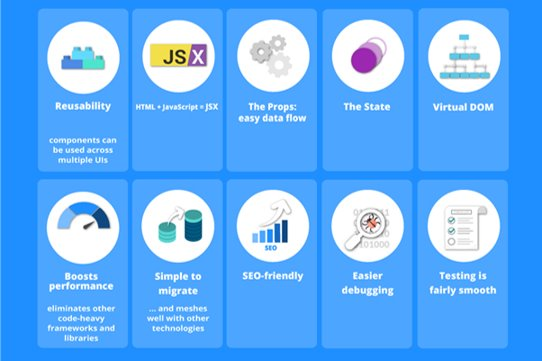 JSX
Reusability
components can
be used across
multiple UIs
HTML + JavaScript = JSX
The Props:
easy data flow
The State
Virtual DOM
Boosts
performance
eliminates other
code-heavy
frameworks and
libraries
Simple to
migrate
... and meshes
well with other
technologies
SEO
SEO-friendly
Easier
debugging
Testing is
fairly smooth